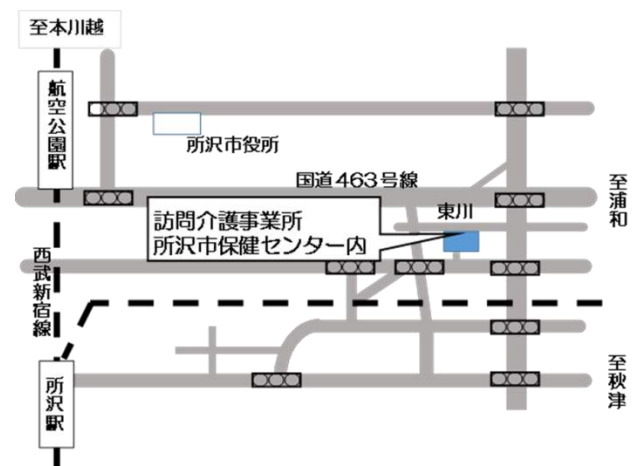 至本川越
航空公園駅
所沢市役所
国道463号線
至浦和
東川
訪問介護事業所
所沢市保健センター内
西武新宿線
所沢駅
至秋津